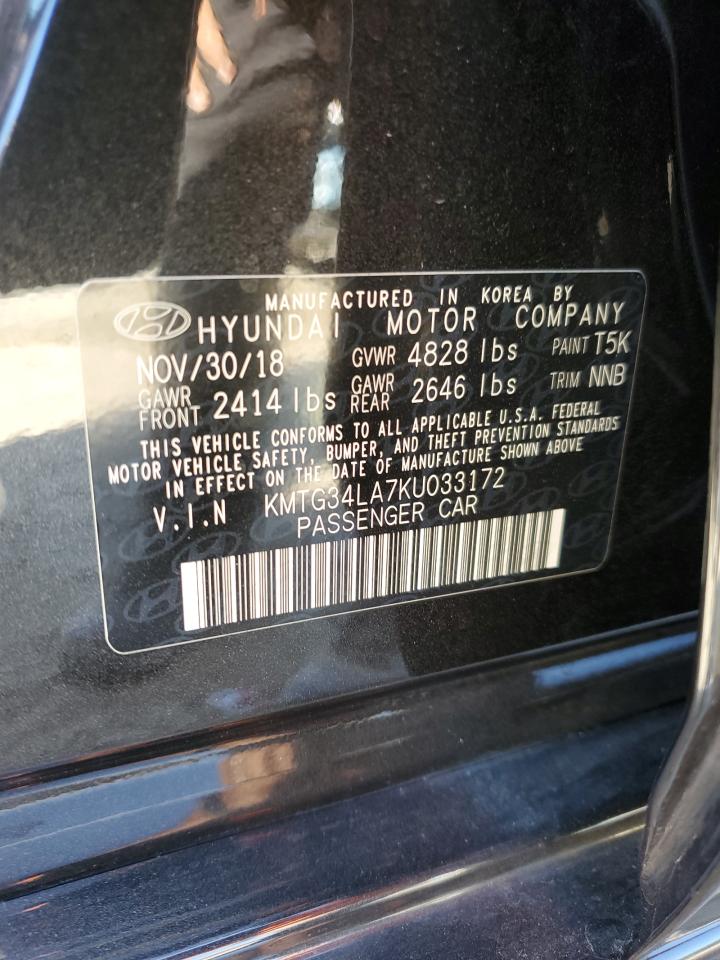 MANUFACTURED IN KOREA BY
HYUNDAI MOTOR COMPANY
NOV/30/18 GVWR 4828 lbs PAINT T5K
GAWR FRONT 2414 lbs GAWR REAR 2646 lbs TRIM NNB
THIS VEHICLE CONFORMS TO ALL APPLICABLE U.S.A. FEDERAL
MOTOR VEHICLE SAFETY, BUMPER, AND THEFT PREVENTION STANDARDS
IN EFFECT ON THE DATE OF MANUFACTURE SHOWN ABOVE
V.I.N KMTG34LA7KU033172
PASSENGER CAR